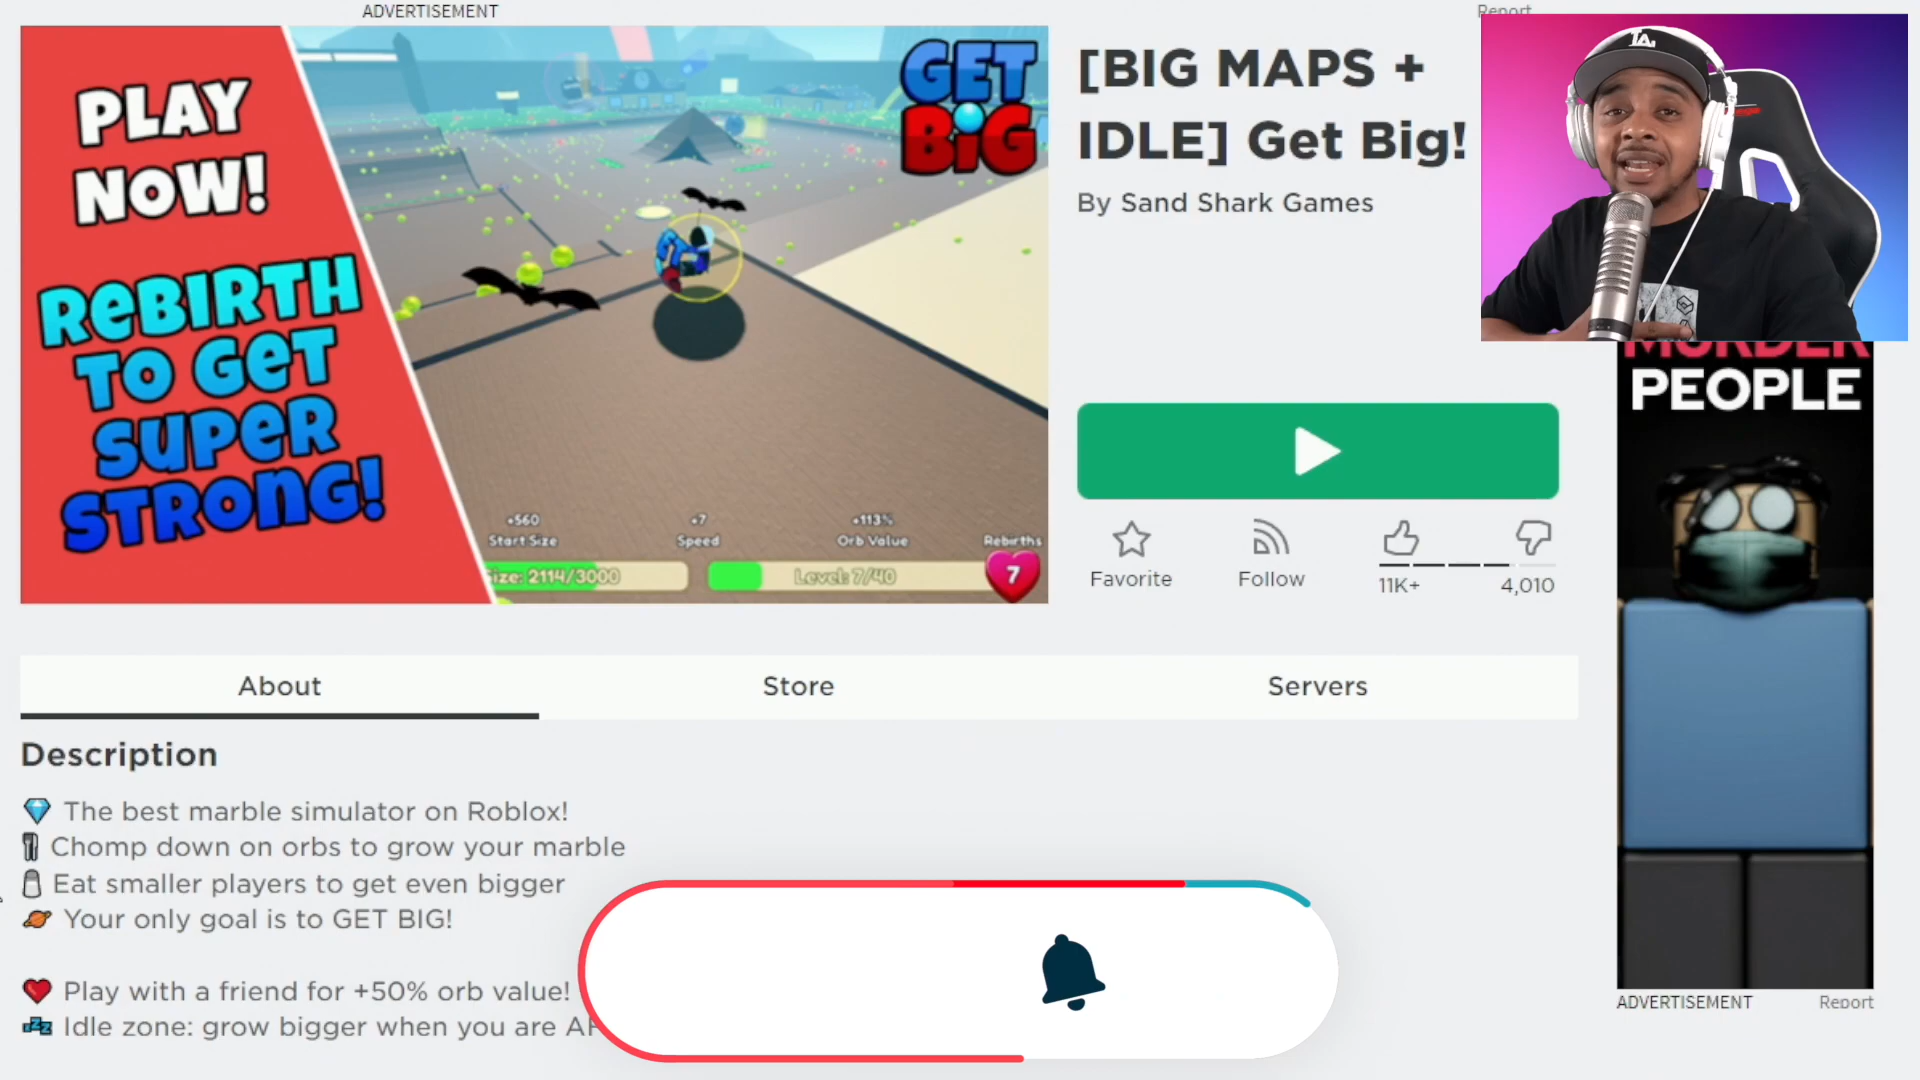 ADVERTISEMENT
Report
PLAY
NOW!
REBIRTH
TO GET
SUPER
STRONG!
GET
BIG
+560
Start Size
+7
Speed
+113%
Orb Value
Rebirths
Size: 2114/3000
Level: 7/40
7
[BIG MAPS +
IDLE] Get Big!
By Sand Shark Games
LA
Favorite
Follow
11K+
4,010
MURDER
PEOPLE
About
Store
Servers
Description
The best marble simulator on Roblox!
Chomp down on orbs to grow your marble
Eat smaller players to get even bigger
Your only goal is to GET BIG!
Play with a friend for +50% orb value!
Idle zone: grow bigger when you are AF
ADVERTISEMENT
Report